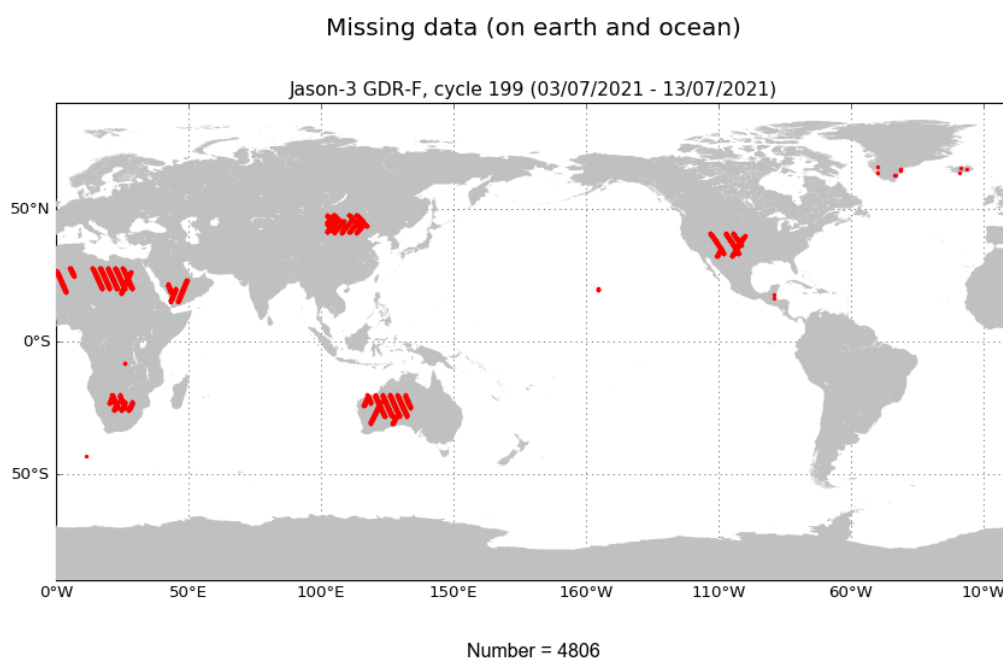 Missing data (on earth and ocean)
Jason-3 GDR-F, cycle 199 (03/07/2021 - 13/07/2021)
50°N
0°S
50°S
0°W 50°E 100°E 150°E 160°W 110°W 60°W 10°W
Number = 4806